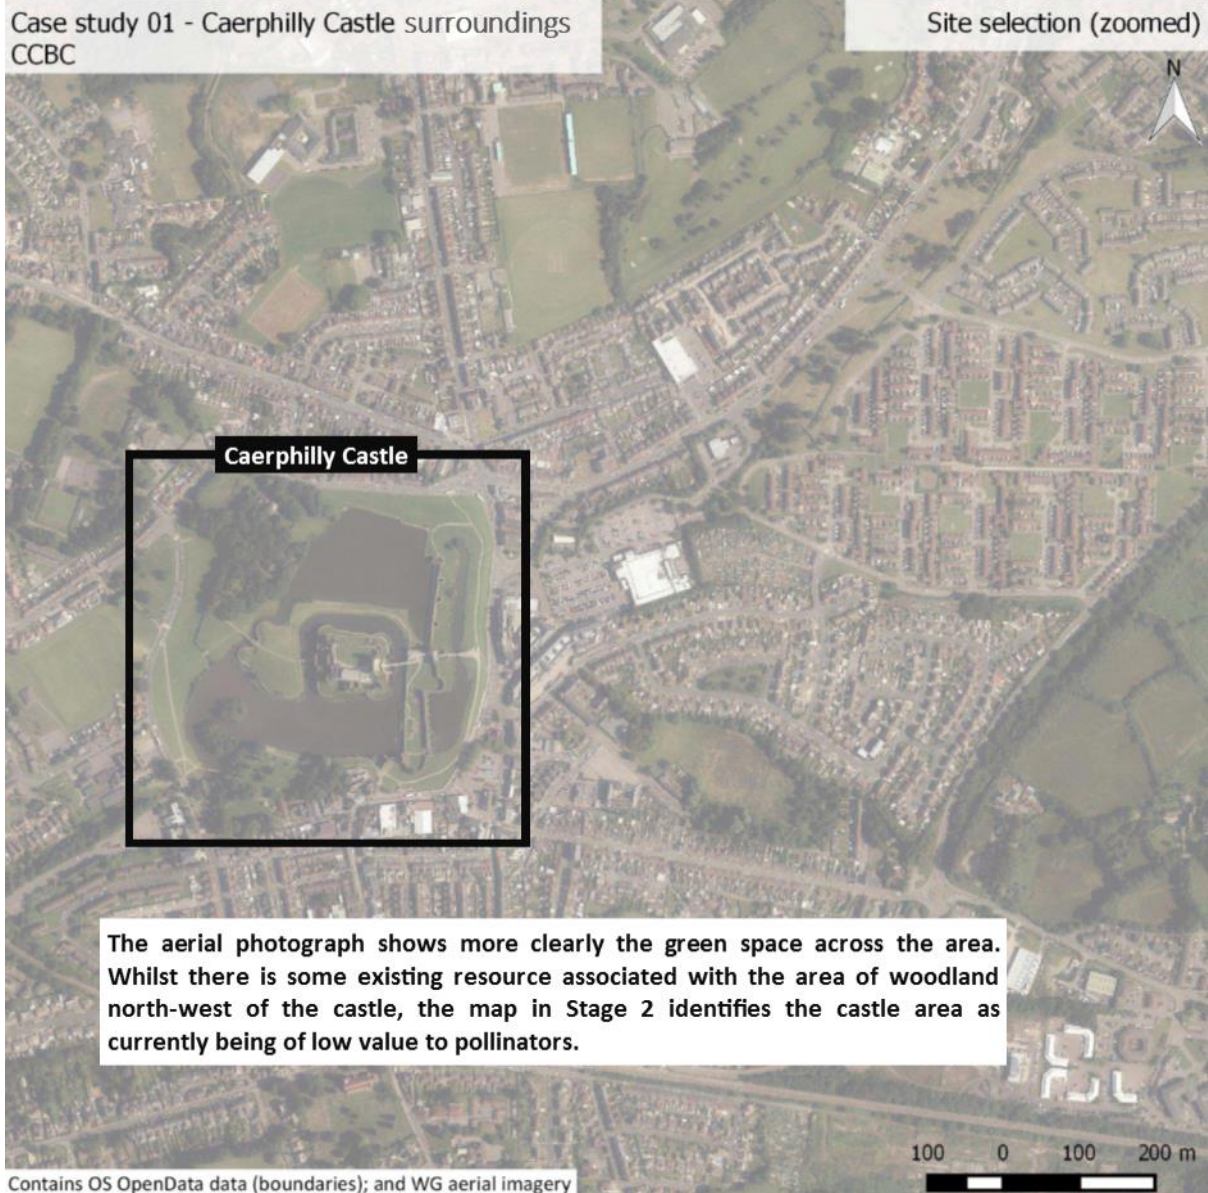 Case study 01 - Caerphilly Castle surroundings
CCBC
Site selection (zoomed)
N
Caerphilly Castle
The aerial photograph shows more clearly the green space across the area.
Whilst there is some existing resource associated with the area of woodland
north-west of the castle, the map in Stage 2 identifies the castle area as
currently being of low value to pollinators.
100 0 100 200 m
Contains OS OpenData data (boundaries); and WG aerial imagery